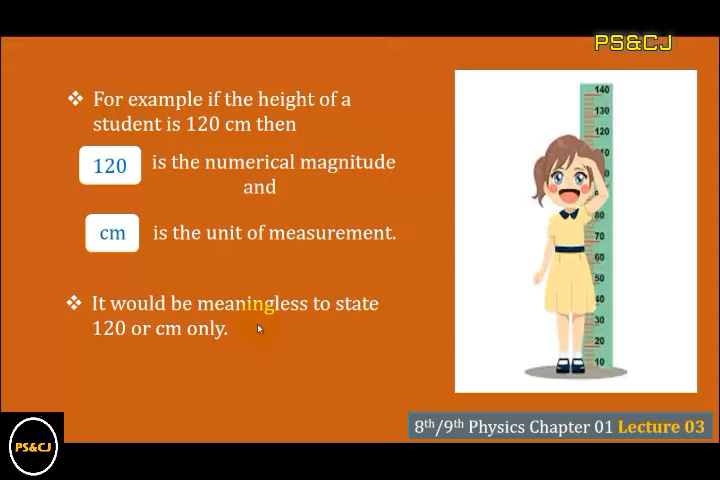 PS&CJ
❖ For example if the height of a
student is 120 cm then
120 is the numerical magnitude
and
cm is the unit of measurement.
❖ It would be meaningless to state
120 or cm only.
140
130
120
110
80
70
60
50
40
30
20
10
PS&CJ
8th/9th Physics Chapter 01 Lecture 03